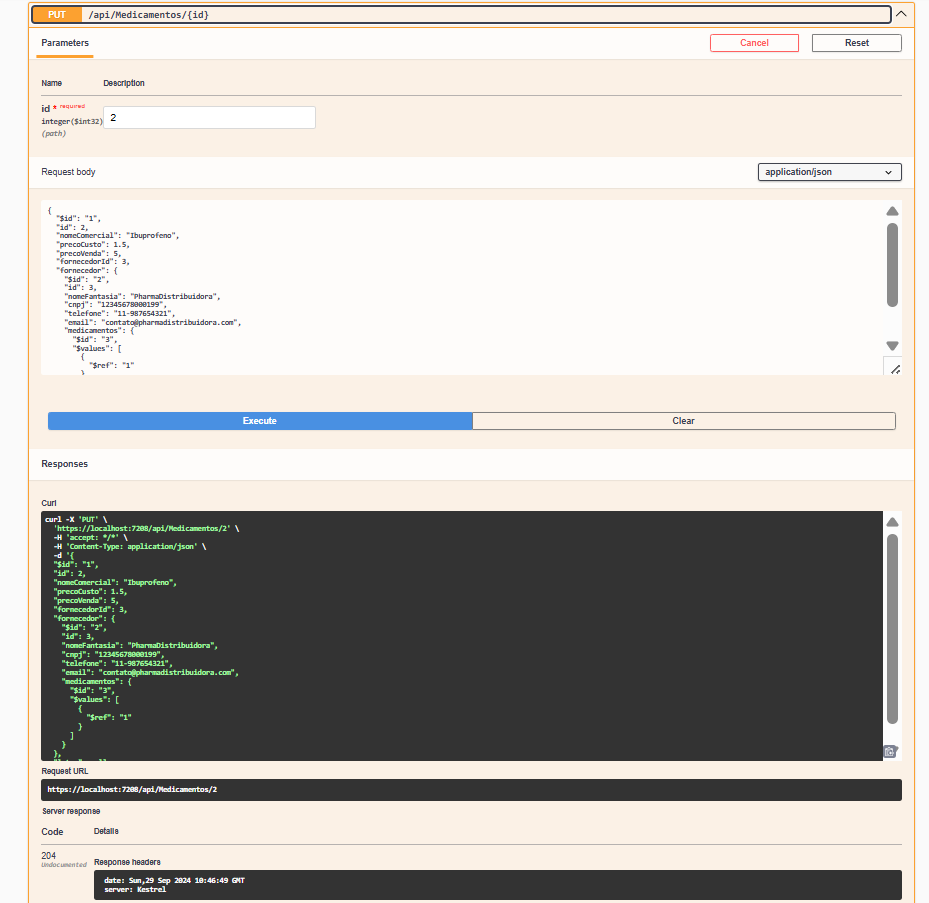 PUT /api/Medicamentos/{id}
Parameters Cancel Reset
Name Description
id * required
integer($int32)
(path)
2
Request body application/json
{
"$id": "1",
"id": 2,
"nomeComercial": "Ibuprofeno",
"precoCusto": 1.5,
"precoVenda": 5,
"fornecedorId": 3,
"fornecedor": {
"$id": "2",
"id": 3,
"nomeFantasia": "PharmaDistribuidora",
"cnpj": "12345678000199",
"telefone": "11-987654321",
"email": "contato@pharmadistribuidora.com",
"medicamentos": {
"$id": "3",
"$values": [
{
"$ref": "1"
}
Execute Clear
Responses
Curl
curl -X 'PUT' \
'https://localhost:7208/api/Medicamentos/2' \
-H 'accept: */*' \
-H 'Content-Type: application/json' \
-d '{
"$id": "1",
"id": 2,
"nomeComercial": "Ibuprofeno",
"precoCusto": 1.5,
"precoVenda": 5,
"fornecedorId": 3,
"fornecedor": {
"$id": "2",
"id": 3,
"nomeFantasia": "PharmaDistribuidora",
"cnpj": "12345678000199",
"telefone": "11-987654321",
"email": "contato@pharmadistribuidora.com",
"medicamentos": {
"$id": "3",
"$values": [
{
"$ref": "1"
}
]
}
},
Request URL
https://localhost:7208/api/Medicamentos/2
Server response
Code Details
204
Undocumented
Response headers
date: Sun,29 Sep 2024 10:46:49 GMT
server: Kestrel